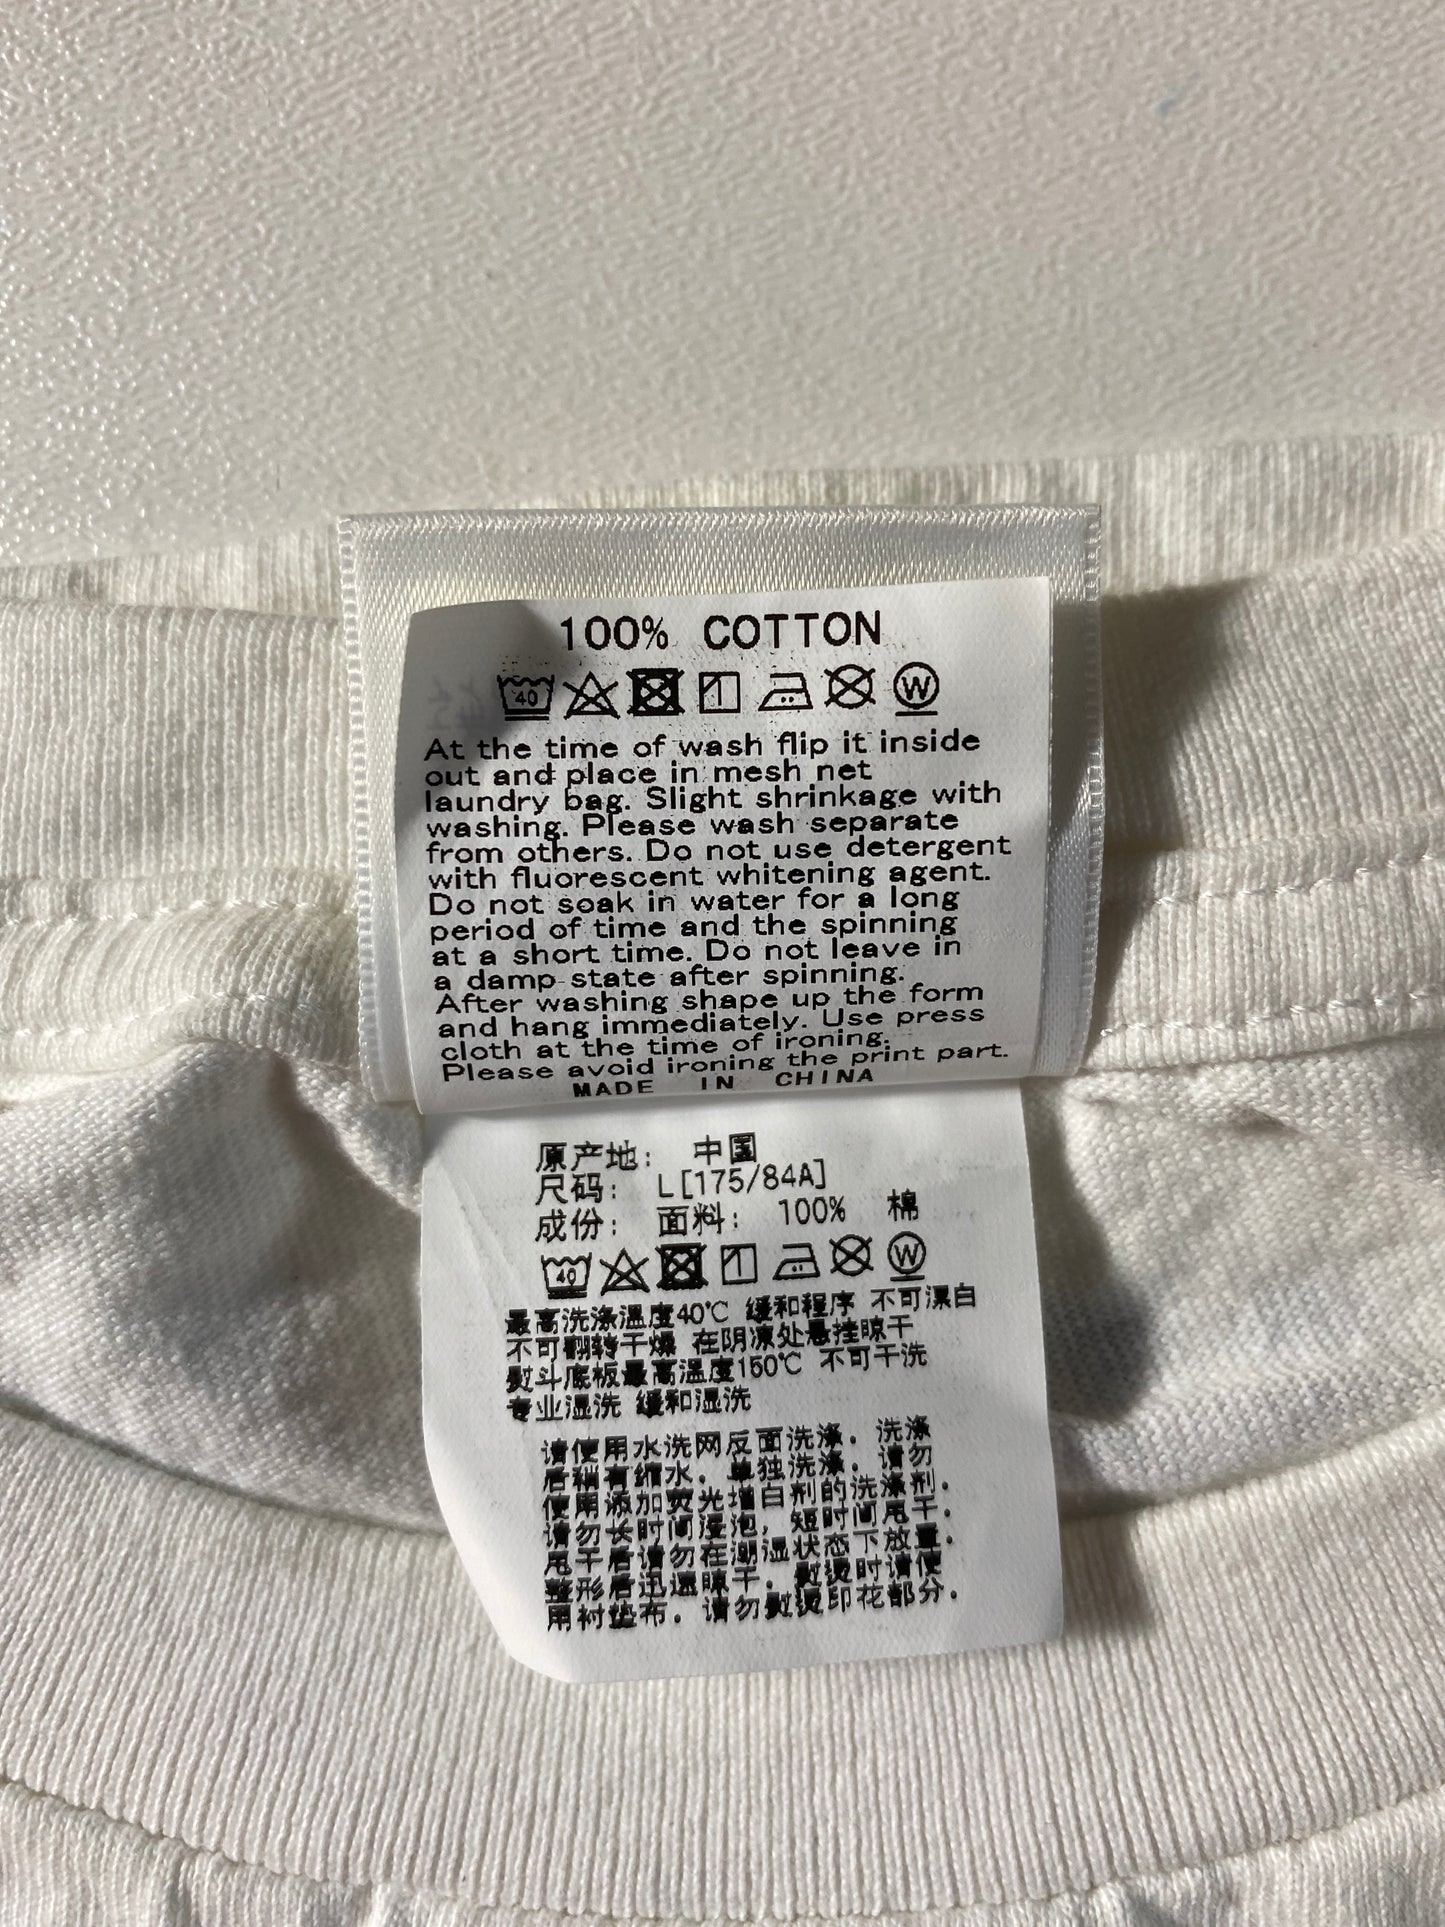 100% COTTON
40
W
At the time of wash flip it inside
out and place in mesh net
laundry bag. Slight shrinkage with
washing. Please wash separate
from others. Do not use detergent
with fluorescent whitening agent.
Do not soak in water for a long
period of time and the spinning
at a short time. Do not leave in
a damp state after spinning.
After washing shape up the form
and hang immediately. Use press
cloth at the time of ironing.
Please avoid ironing the print part.
MADE IN CHINA
原产地: 中国
尺码: L[175/84A]
成份: 面料: 100% 棉
40
W
最高洗涤温度40℃ 缓和程序 不可漂白
不可翻转干燥 在阴凉处悬挂晾干
熨斗底板最高温度150℃ 不可干洗
专业湿洗 缓和湿洗
请使用水洗网反面洗涤. 洗涤
后稍有缩水. 单独洗涤. 请勿
使用添加荧光增白剂的洗涤剂.
请勿长时间浸泡, 短时间甩干.
甩干后请勿在潮湿状态下放置.
整形后迅速晾干. 熨烫时请使
用衬垫布. 请勿熨烫印花部分.